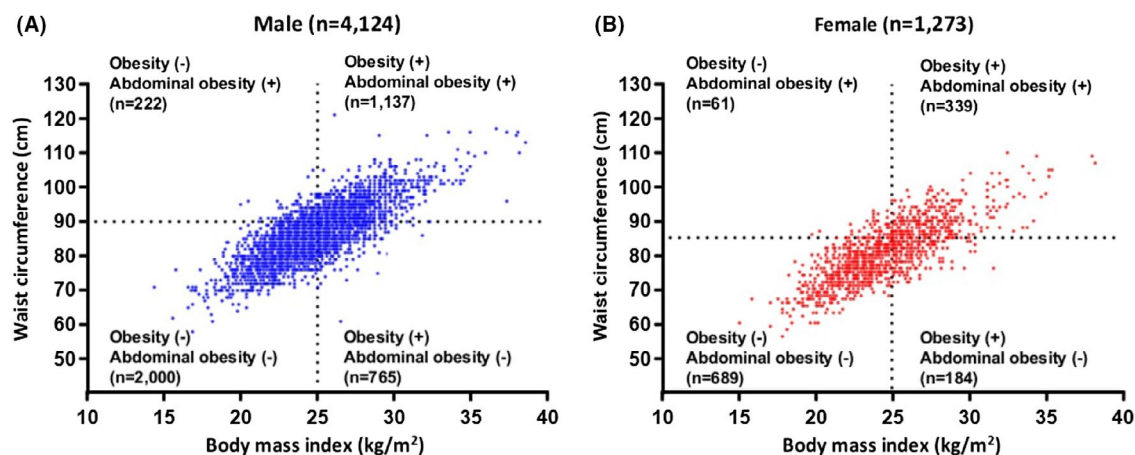 (A)
Male (n=4,124)
Obesity (-)
Abdominal obesity (+)
(n=222)
Obesity (+)
Abdominal obesity (+)
(n=1,137)
130
120
110
100
90
80
70
60
50
Waist circumference (cm)
Obesity (-)
Abdominal obesity (-)
(n=2,000)
Obesity (+)
Abdominal obesity (-)
(n=765)
10 15 20 25 30 35 40
Body mass index (kg/m²)
(B)
Female (n=1,273)
Obesity (-)
Abdominal obesity (+)
(n=61)
Obesity (+)
Abdominal obesity (+)
(n=339)
130
120
110
100
90
80
70
60
50
Waist circumference (cm)
Obesity (-)
Abdominal obesity (-)
(n=689)
Obesity (+)
Abdominal obesity (-)
(n=184)
10 15 20 25 30 35 40
Body mass index (kg/m²)